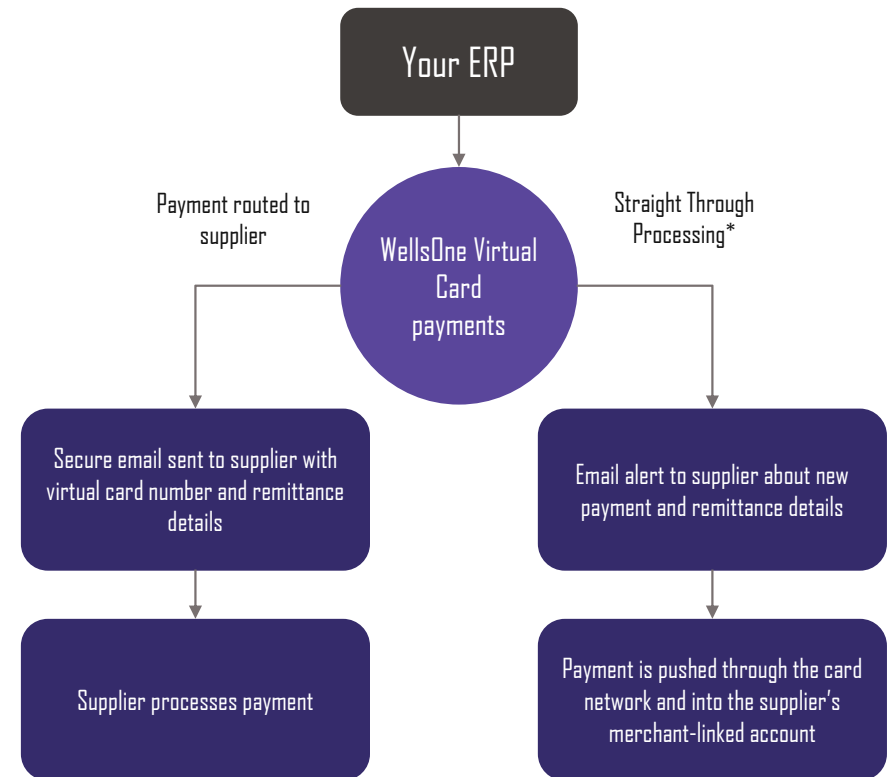 Your ERP
Payment routed to
supplier
Straight Through
Processing*
WellsOne Virtual
Card
payments
Secure email sent to supplier with
virtual card number and remittance
details
Email alert to supplier about new
payment and remittance details
Supplier processes payment
Payment is pushed through the card
network and into the supplier's
merchant-linked account